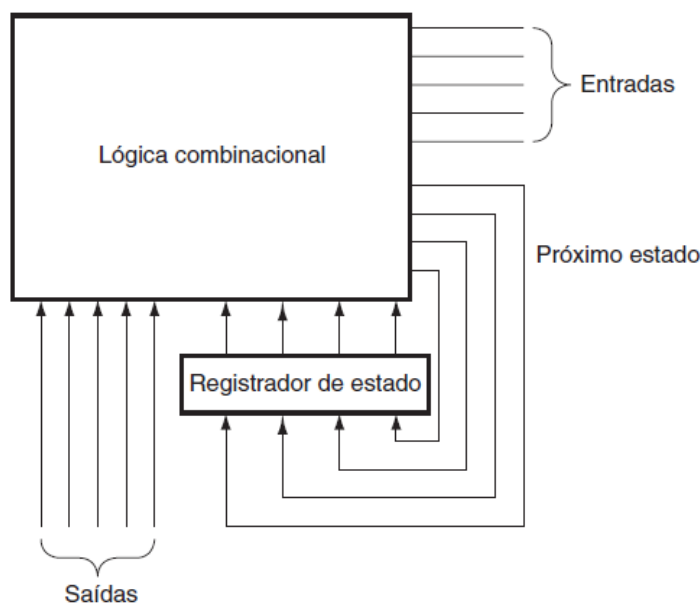 Entradas
Lógica combinacional
Próximo estado
Registrador de estado
Saídas